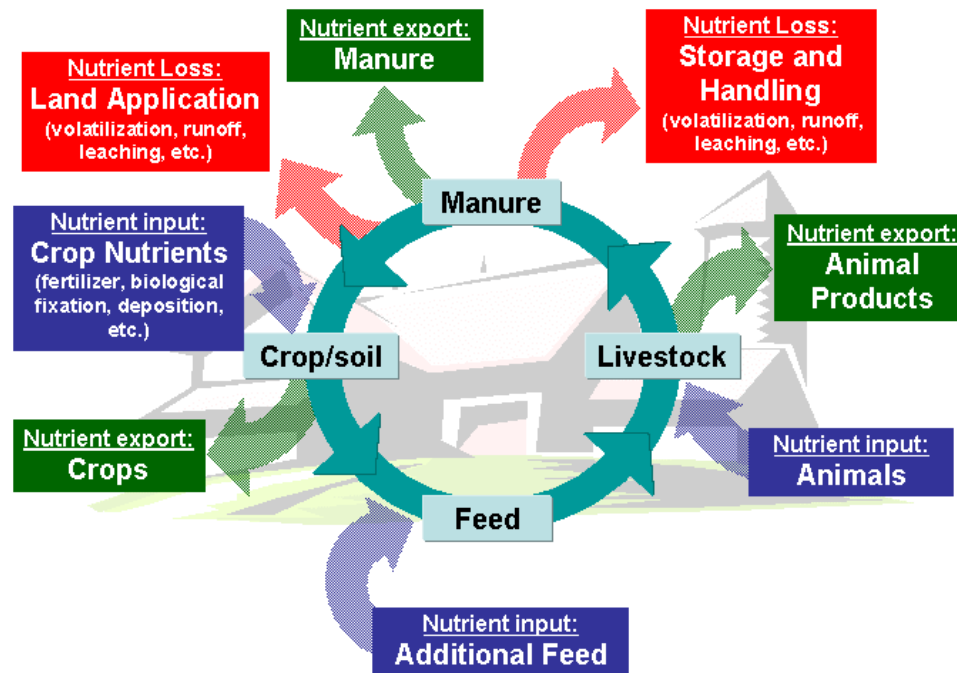 Nutrient export:
Manure
Nutrient Loss:
Storage and
Handling
(volatilization, runoff,
leaching, etc.)
Nutrient Loss:
Land Application
(volatilization, runoff,
leaching, etc.)
Manure
Nutrient input:
Crop Nutrients
(fertilizer, biological
fixation, deposition,
etc.)
Nutrient export:
Animal
Products
Crop/soil
Livestock
Nutrient export:
Crops
Nutrient input:
Animals
Feed
Nutrient input:
Additional Feed